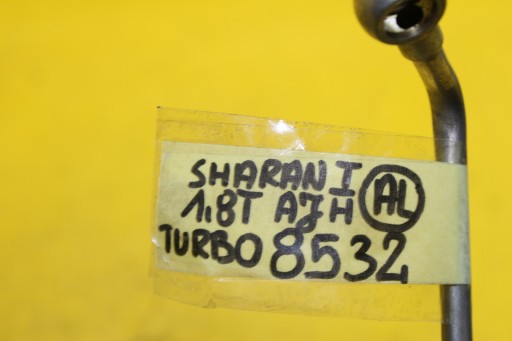 SHARAN I
1.8T AJH AL
TURBO 8532